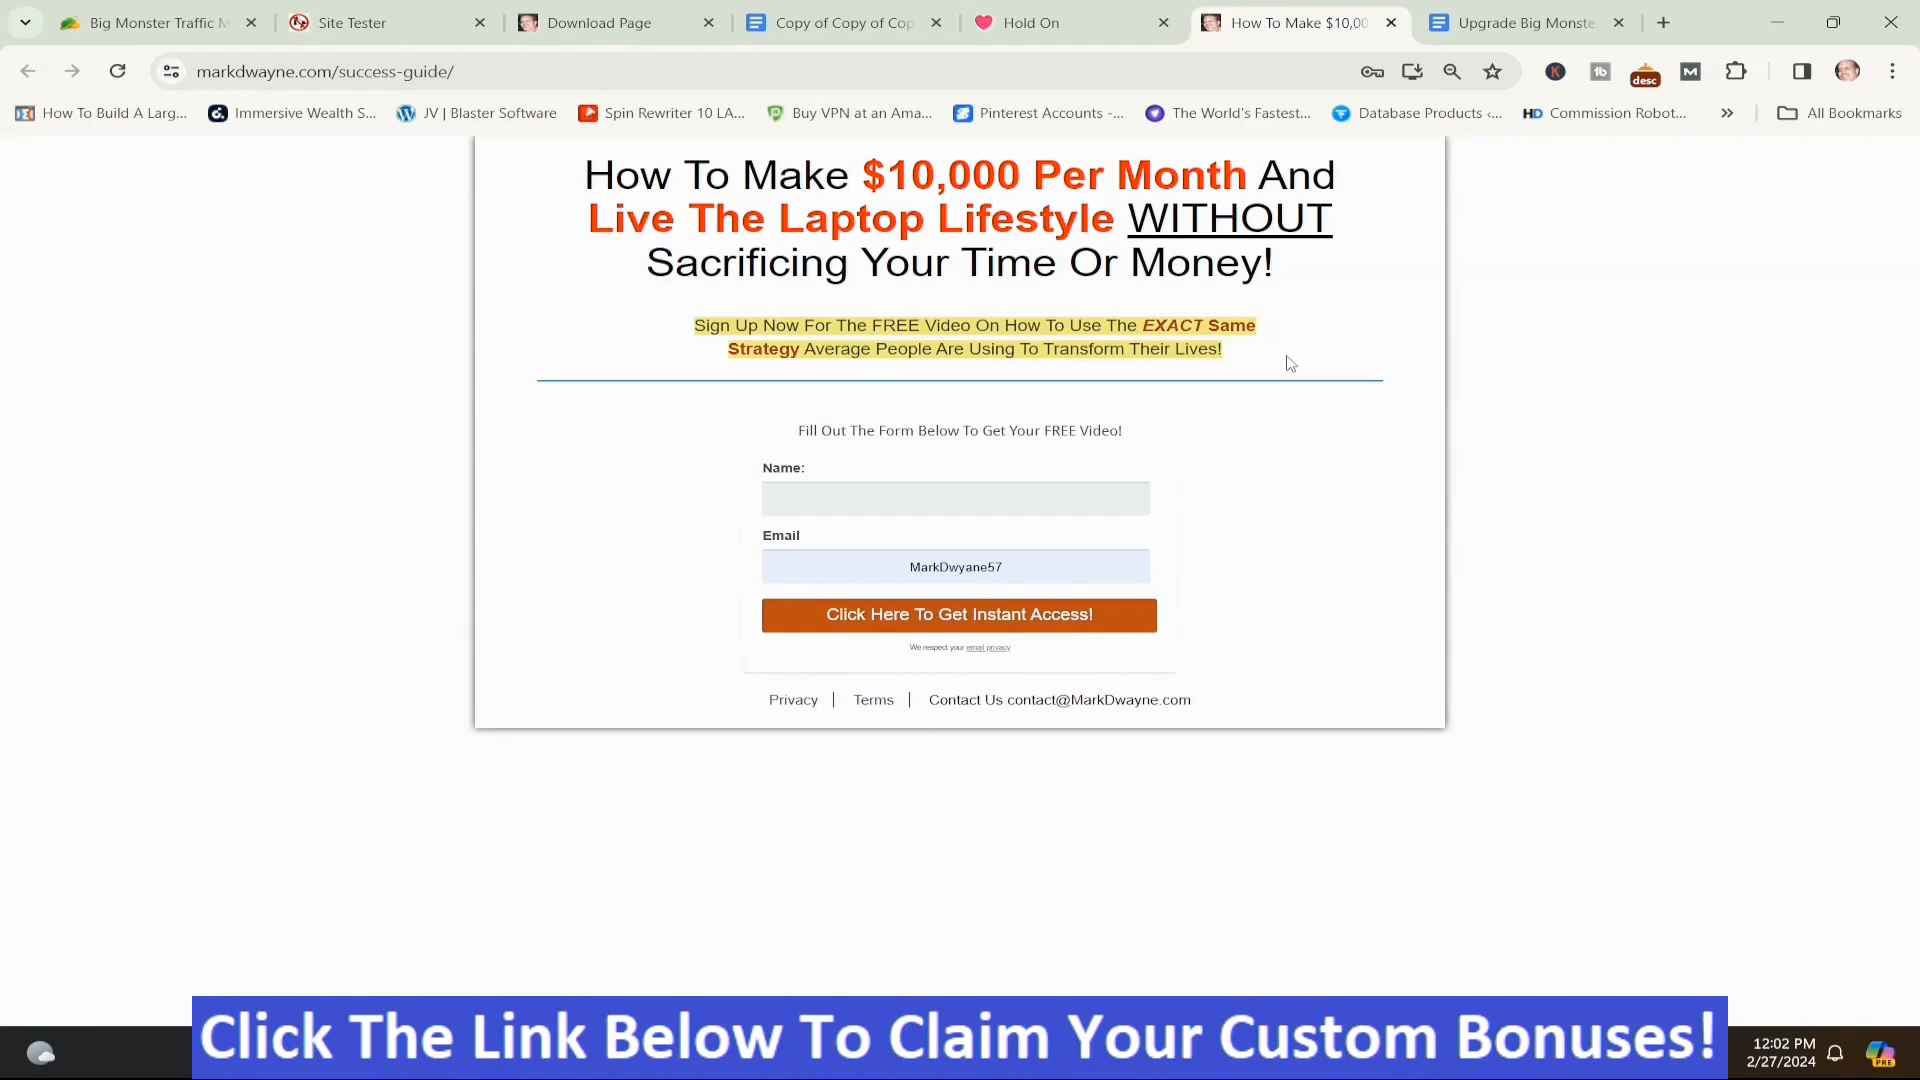 Big Monster Traffic M
Site Tester
Download Page
Copy of Copy of Cop
Hold On
How To Make $10,00
Upgrade Big Monste
markdwayne.com/success-guide/
desc
How To Build A Larg...
Immersive Wealth S...
JV | Blaster Software
Spin Rewriter 10 LA...
Buy VPN at an Ama...
Pinterest Accounts -...
The World's Fastest...
Database Products ‹...
HD Commission Robot...
All Bookmarks
How To Make $10,000 Per Month And
Live The Laptop Lifestyle WITHOUT
Sacrificing Your Time Or Money!
Sign Up Now For The FREE Video On How To Use The EXACT Same
Strategy Average People Are Using To Transform Their Lives!
Fill Out The Form Below To Get Your FREE Video!
Name:
Email
MarkDwyane57
Click Here To Get Instant Access!
We respect your email privacy
Privacy | Terms | Contact Us contact@MarkDwayne.com
Click The Link Below To Claim Your Custom Bonuses!
12:02 PM
2/27/2024
PRE